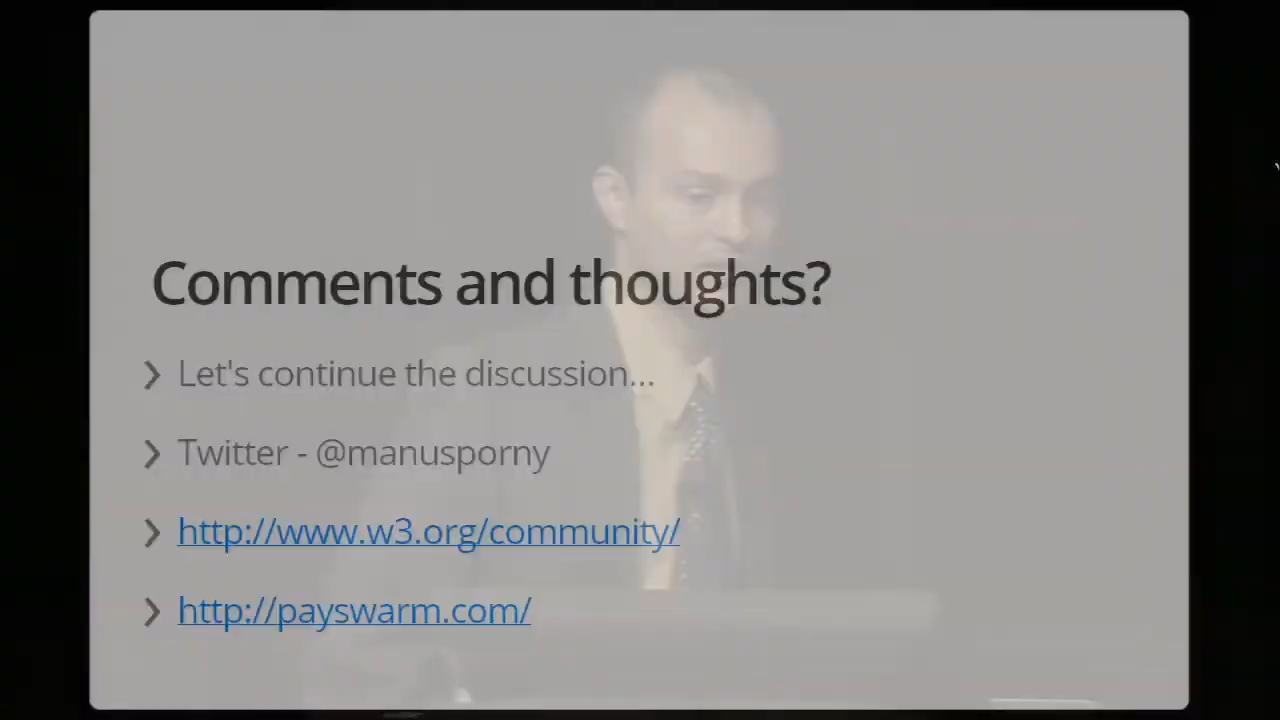 Comments and thoughts?
Let's continue the discussion...
Twitter - @manusporny
http://www.w3.org/community/
http://payswarm.com/